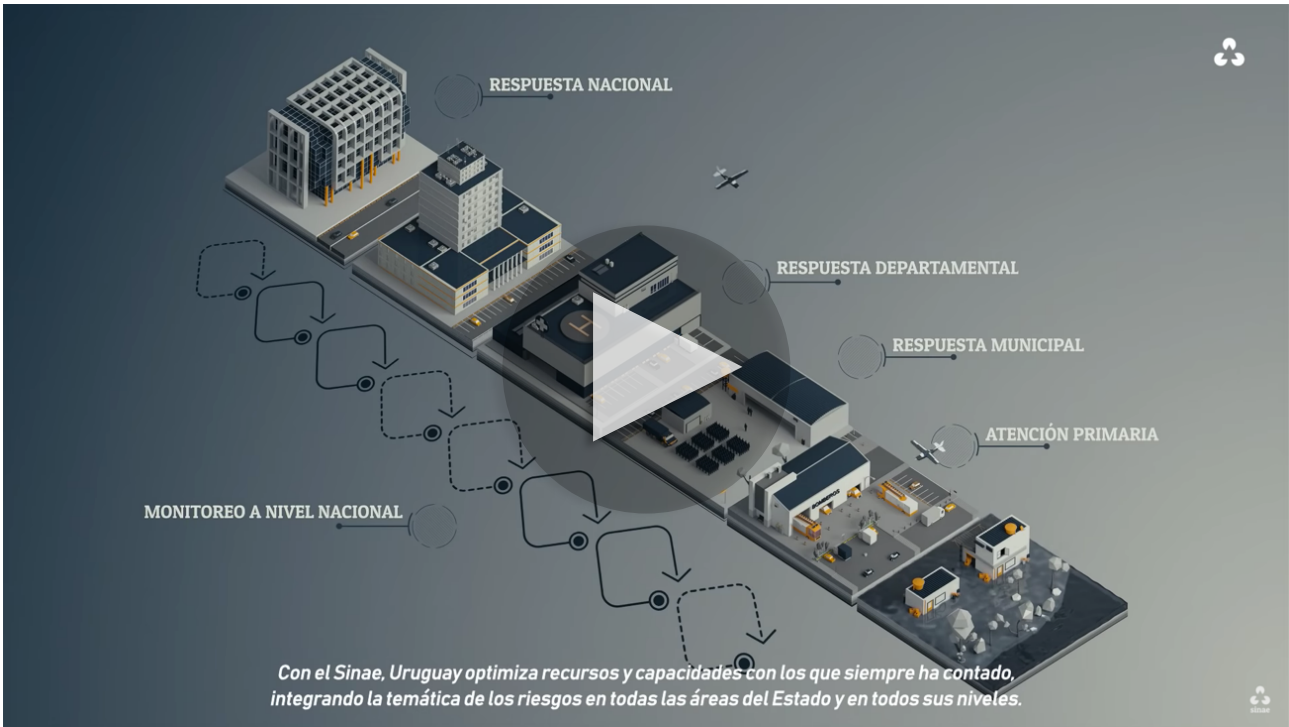 RESPUESTA NACIONAL
RESPUESTA DEPARTAMENTAL
RESPUESTA MUNICIPAL
ATENCIÓN PRIMARIA
MONITOREO A NIVEL NACIONAL
H
BOMBEROS
Con el Sinae, Uruguay optimiza recursos y capacidades con los que siempre ha contado,
integrando la temática de los riesgos en todas las áreas del Estado y en todos sus niveles.
sinae